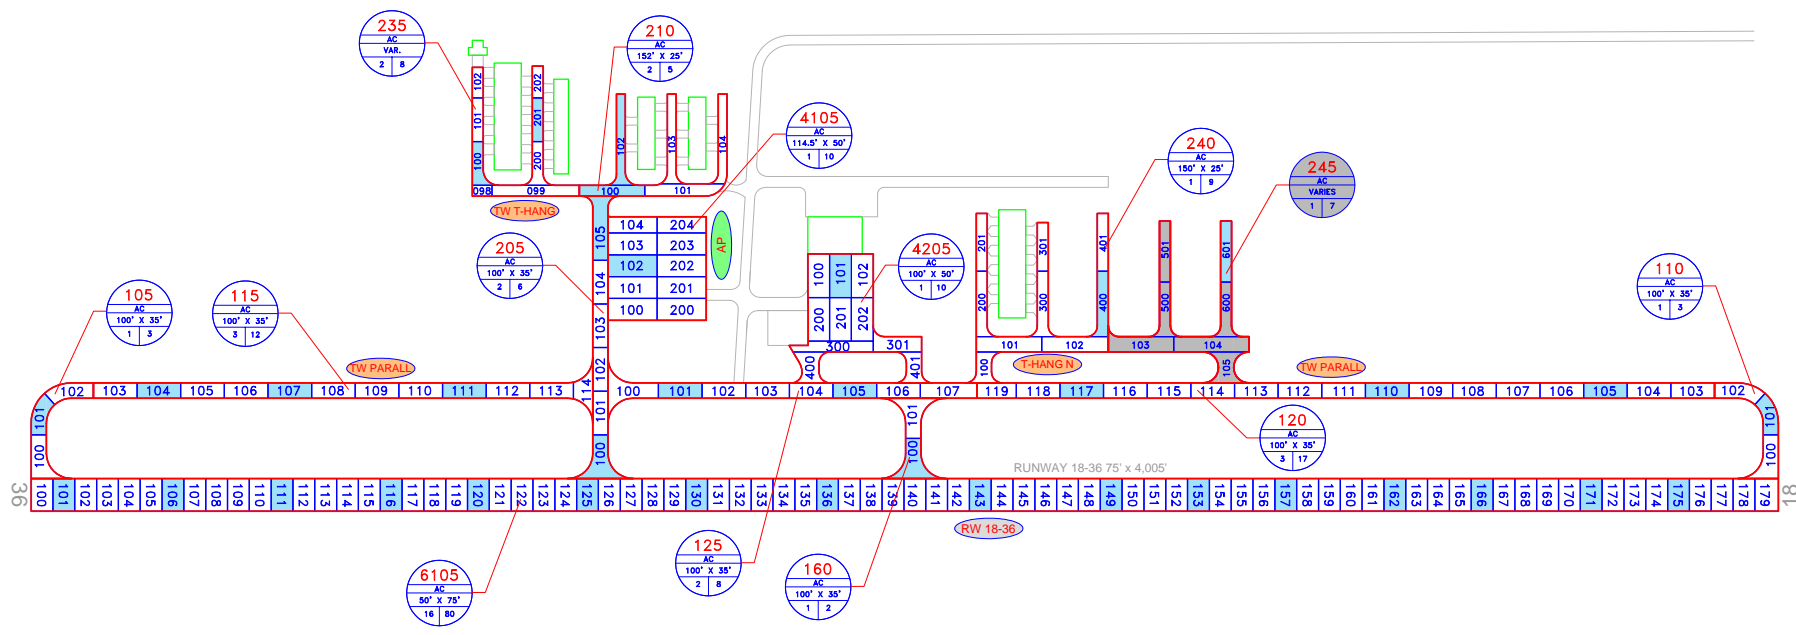 235
AC
VAR.
2 8
210
AC
152' X 25'
2 5
4105
AC
114.5' X 50'
1 10
240
AC
150' X 25'
1 9
245
AC
VARIES
1 7
205
AC
100' X 35'
2 6
4205
AC
100' X 50'
1 10
105
AC
100' X 35'
1 3
115
AC
100' X 35'
3 12
110
AC
100' X 35'
1 3
102
101
100
202
201
200
102
103
104
098 099 100 101
TW T-HANG
AP
105
104
103
102
101
100
104 204
103 203
102 202
101 201
100 200
100 101 102
200 201 202
300 301
400 401
201
200
301
300
401
400
501
500
601
600
101 102 103 104
100
105
T-HANG N
TW PARALL
TW PARALL
102 103 104 105 106 107 108 109 110 111 112 113 114
100 101 102 103 104 105 106 107
119 118 117 116 115 114 113 112 111 110 109 108 107 106 105 104 103 102
101
100
101
100
101
100
120
AC
100' X 35'
3 17
RUNWAY 18-36 75' x 4,005'
36
100 101 102 103 104 105 106 107 108 109 110 111 112 113 114 115 116 117 118 119 120 121 122 123 124 125 126 127 128 129 130 131 132 133 134 135 136 137 138 139 140 141 142 143 144 145 146 147 148 149 150 151 152 153 154 155 156 157 158 159 160 161 162 163 164 165 166 167 168 169 170 171 172 173 174 175 176 177 178 179
18
RW 18-36
6105
AC
50' X 75'
16 80
125
AC
100' X 35'
2 8
160
AC
100' X 35'
1 2